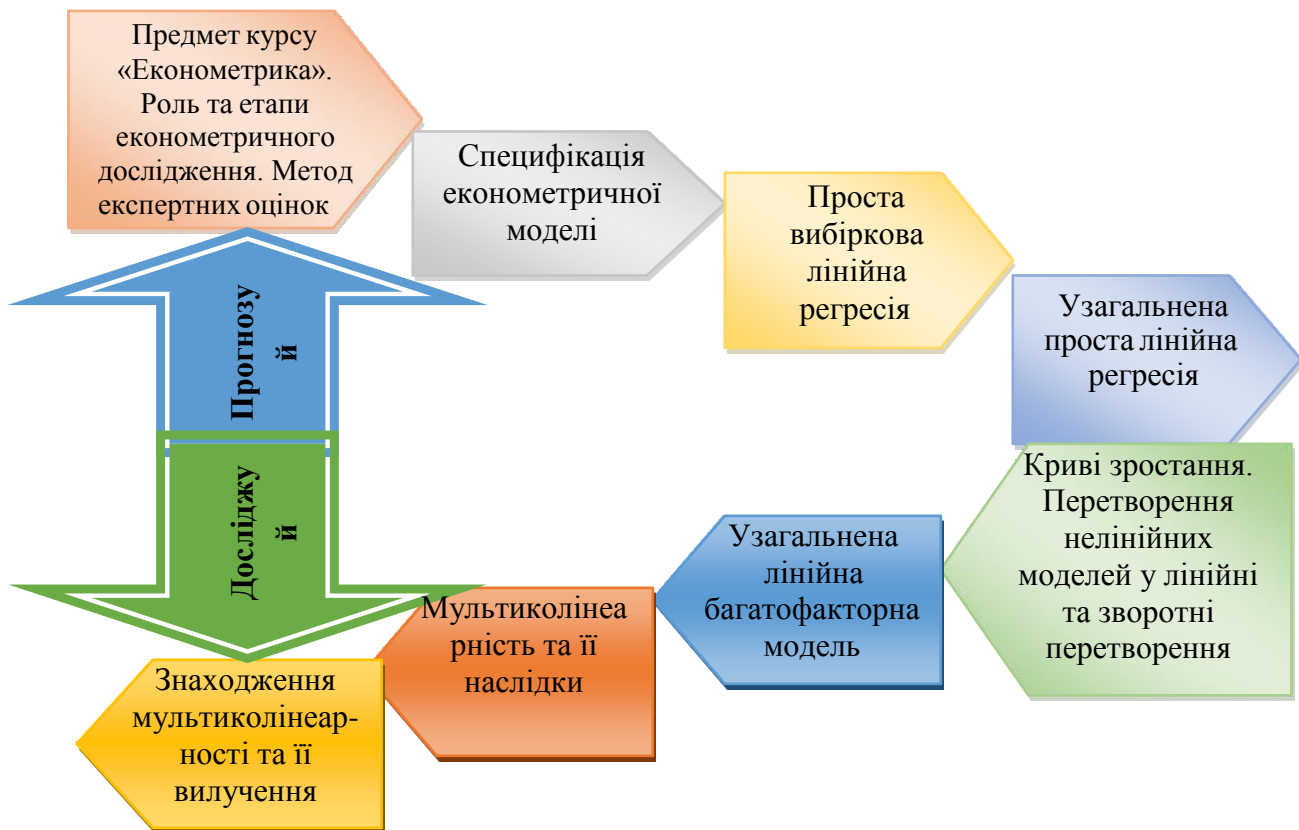 Предмет курсу
«Економетрика».
Роль та етапи
економетричного
дослідження. Метод
експертних оцінок
Специфікація
економетричної
моделі
Проста
вибіркова
лінійна
регресія
Узагальнена
проста лінійна
регресія
Криві зростання.
Перетворення
нелінійних
моделей у лінійні
та зворотні
перетворення
Узагальнена
лінійна
багатофакторна
модель
Мультиколінеа
рність та її
наслідки
Знаходження
мультиколінеар-
ності та її
вилучення
Прогнозу
й
Досліджу
й